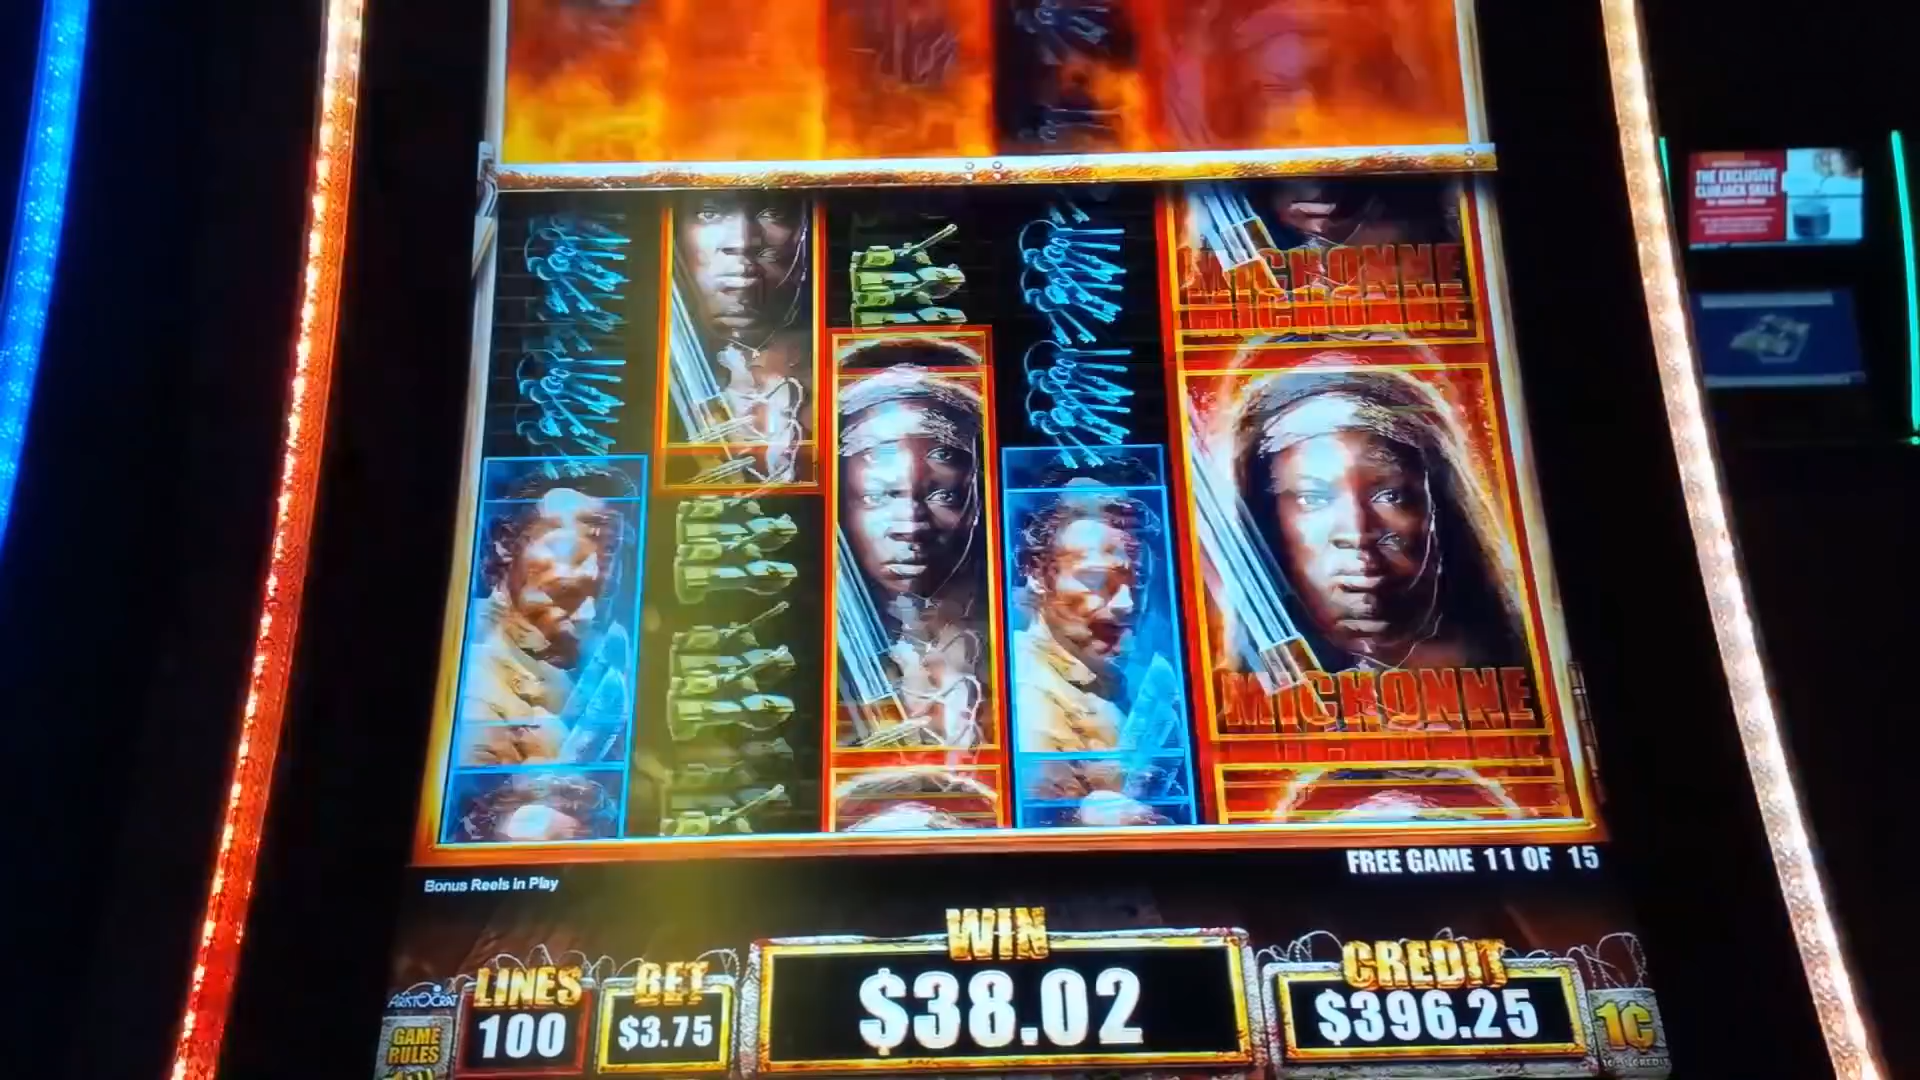 THE EXCLUSIVE
MICHONNE
MICHONNE
MICHONNE
FREE GAME 11 OF 15
Bonus Reels in Play
WIN
$38.02
LINES
100
BET
$3.75
CREDIT
$396.25
ARISTOCRAT
GAME
RULES
1¢